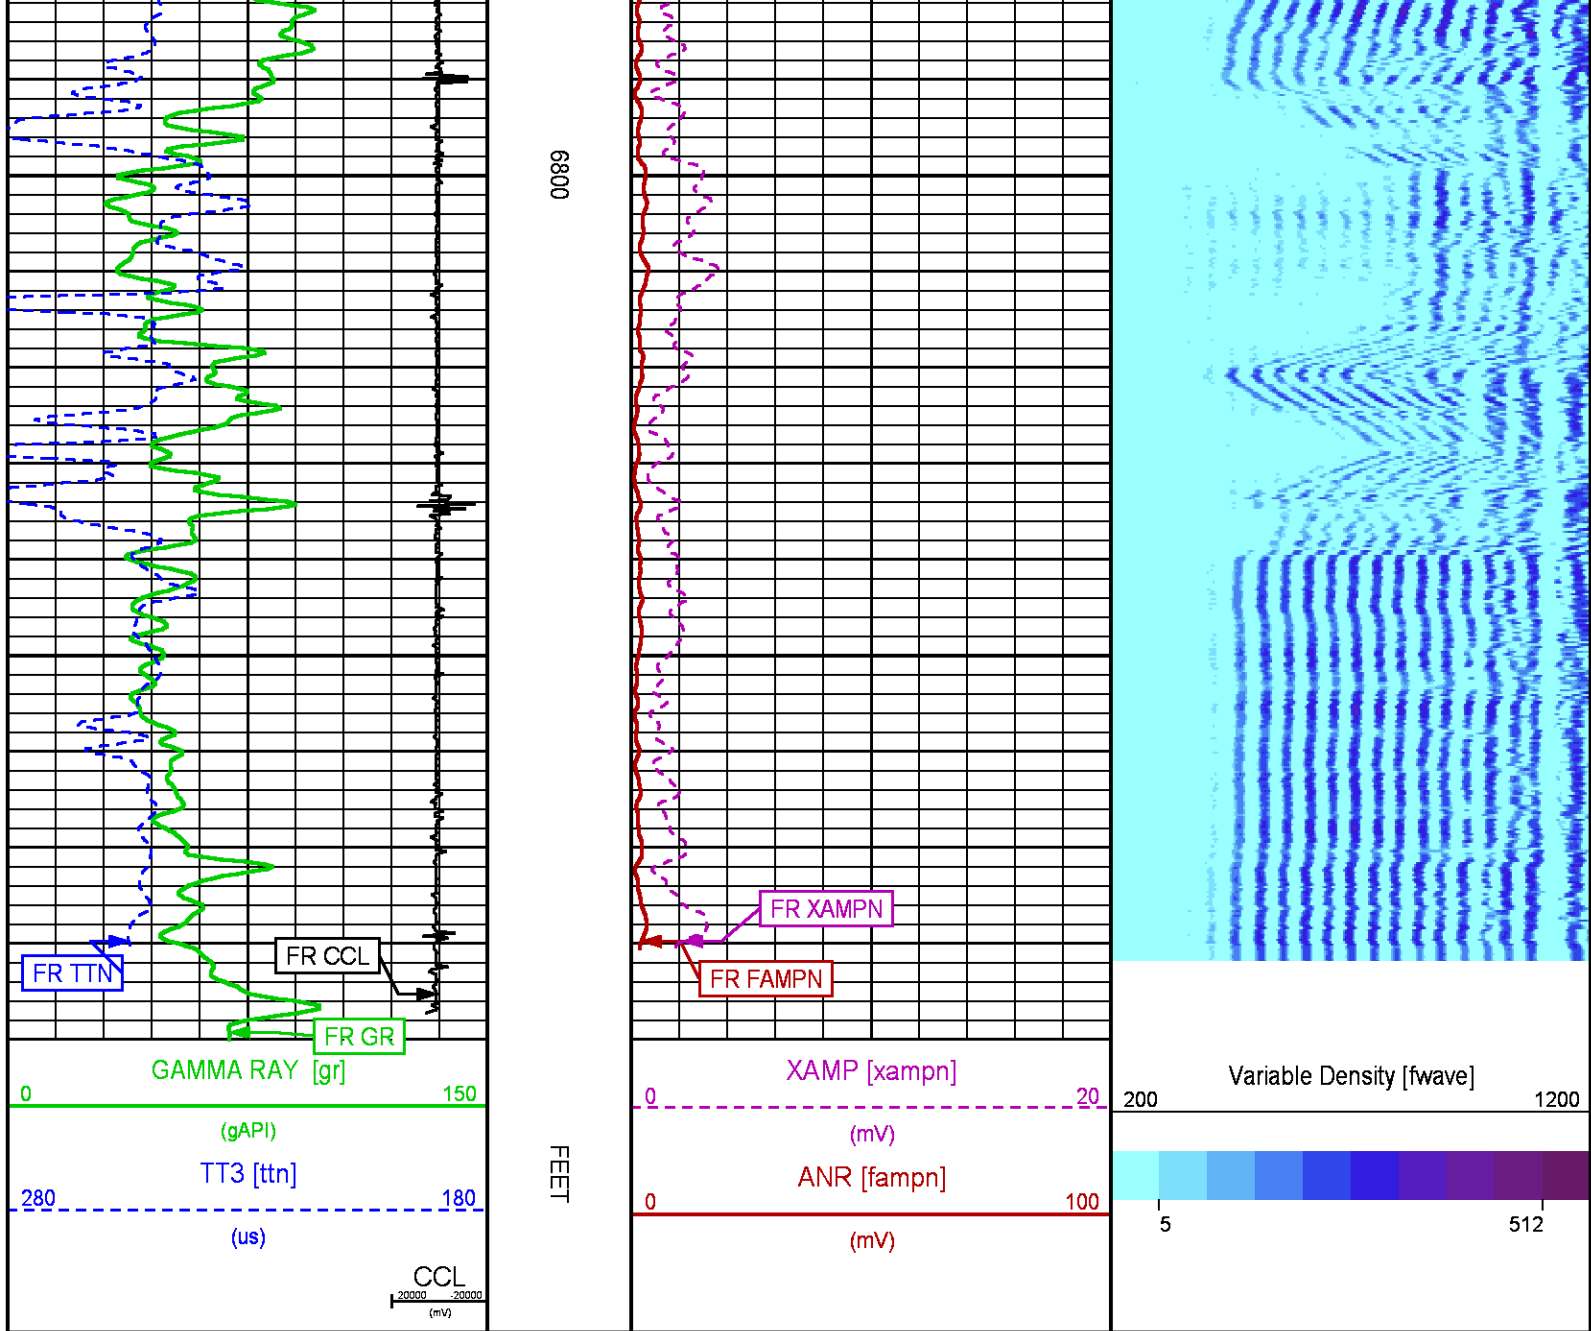 6800
FR XAMPN
FR CCL
FR TTN
FR FAMPN
FR GR
GAMMA RAY [gr]
0 150
(gAPI)
TT3 [ttn]
280 180
(us)
CCL
20000 -20000
(mV)
FEET
XAMP [xampn]
0 20
(mV)
ANR [fampn]
0 100
(mV)
Variable Density [fwave]
200 1200
5 512